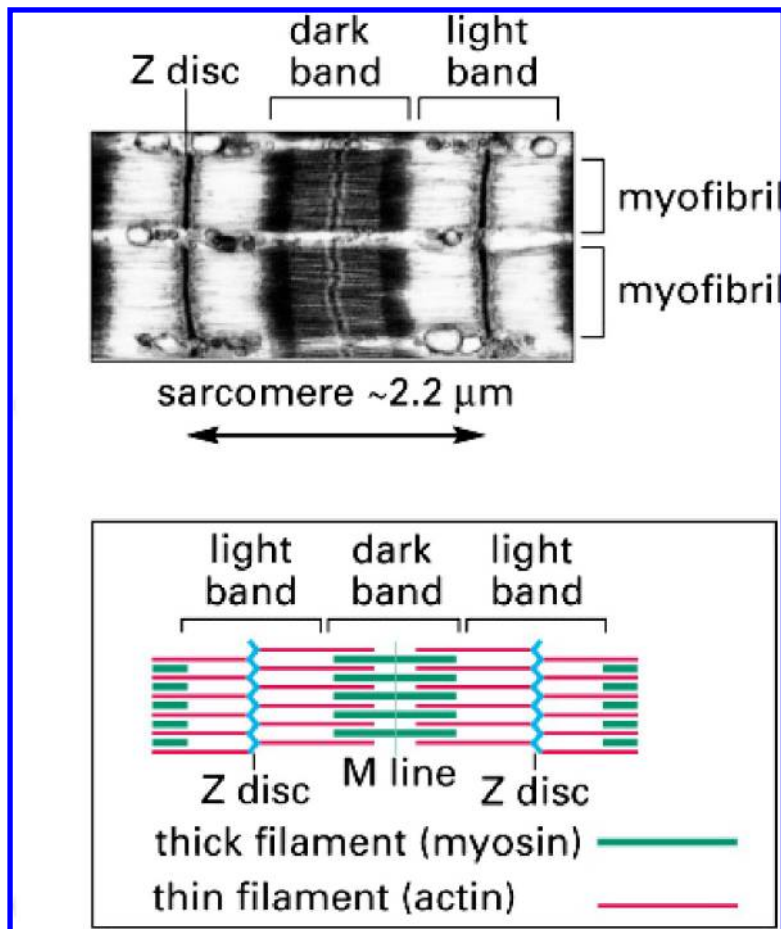 dark band
light band
Z disc
myofibril
myofibril
sarcomere ~2.2 μm
light band
dark band
light band
Z disc
M line
Z disc
thick filament (myosin)
thin filament (actin)